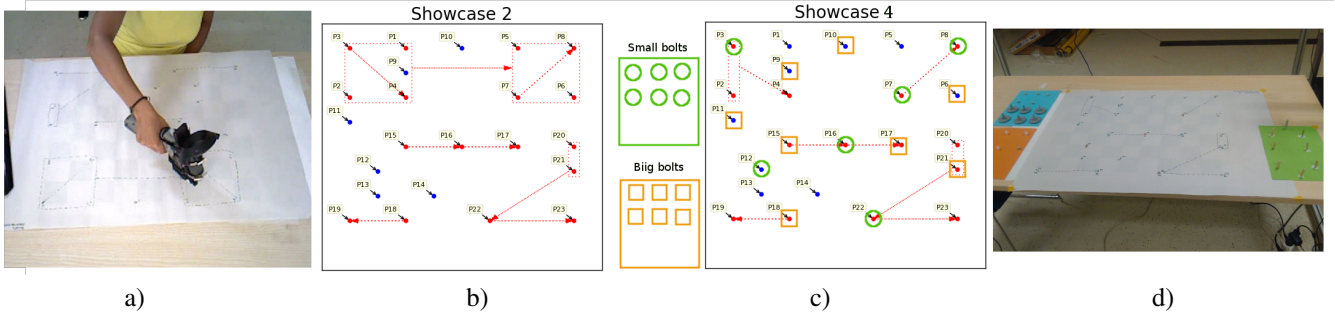 Showcase 2
P3 P1 P10 P5 P8
P9
P2 P4 P7 P6
P11
P15 P16 P17 P20
P12 P21
P13 P14
P19 P18 P22 P23
Small bolts
Biig bolts
Showcase 4
P3 P1 P10 P5 P8
P9
P2 P4 P7 P6
P11
P15 P16 P17 P20
P12 P21
P13 P14
P19 P18 P22 P23
a) b) c) d)